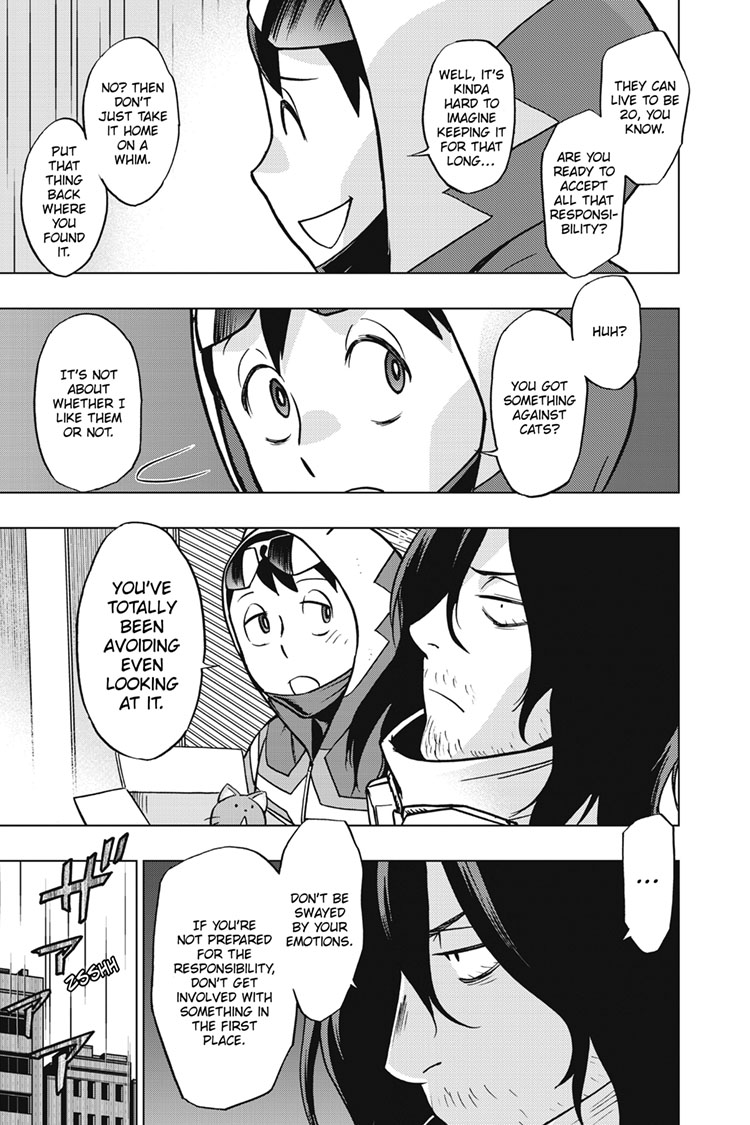 THEY CAN
LIVE TO BE
20, YOU
KNOW.
ARE YOU
READY TO
ACCEPT
ALL THAT
RESPONSI-
BILITY?
WELL, IT'S
KINDA
HARD TO
IMAGINE
KEEPING IT
FOR THAT
LONG...
NO? THEN
DON'T
JUST TAKE
IT HOME
ON A
WHIM.
PUT
THAT
THING
BACK
WHERE
YOU
FOUND
IT.
HUH?
YOU GOT
SOMETHING
AGAINST
CATS?
IT'S NOT
ABOUT
WHETHER I
LIKE THEM
OR NOT.
YOU'VE
TOTALLY
BEEN
AVOIDING
EVEN
LOOKING
AT IT.
...
DON'T BE
SWAYED
BY YOUR
EMOTIONS.
IF YOU'RE
NOT PREPARED
FOR THE
RESPONSIBILITY,
DON'T GET
INVOLVED WITH
SOMETHING IN
THE FIRST
PLACE.
ザアア
ZSSHH